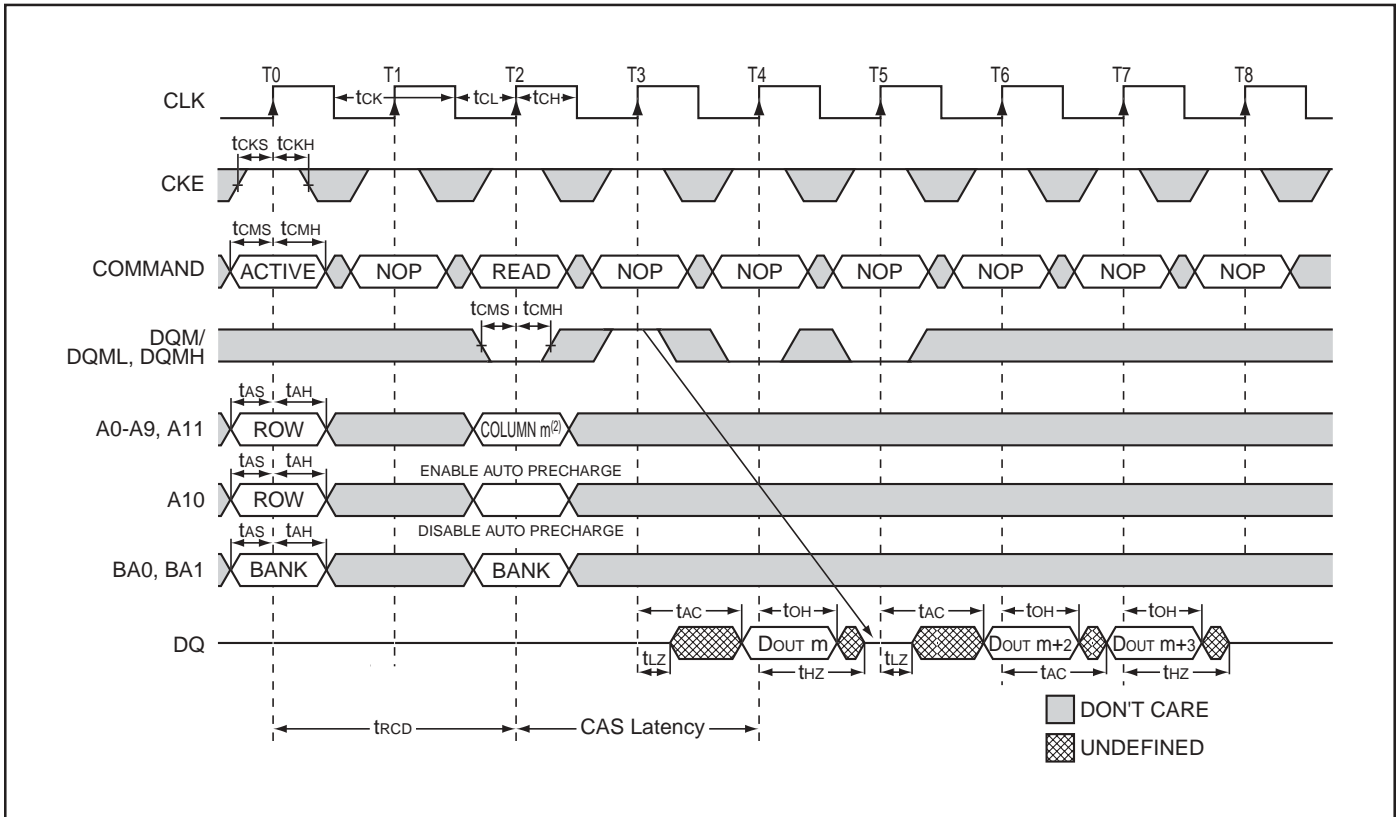 T0 T1 T2 T3 T4 T5 T6 T7 T8
CLK tCK tCL tCH
tCKS tCKH
CKE
tCMS tCMH
COMMAND ACTIVE NOP READ NOP NOP NOP NOP NOP NOP
tCMS tCMH
DQM/
DQML, DQMH
tAS tAH
A0-A9, A11 ROW COLUMN m(2)
tAS tAH ENABLE AUTO PRECHARGE
A10 ROW
tAS tAH DISABLE AUTO PRECHARGE
BA0, BA1 BANK BANK
tAC tOH tAC tOH tOH
DQ DOUT m DOUT m+2 DOUT m+3
tLZ tHZ tLZ tAC tHZ
DON'T CARE
tRCD CAS Latency
UNDEFINED